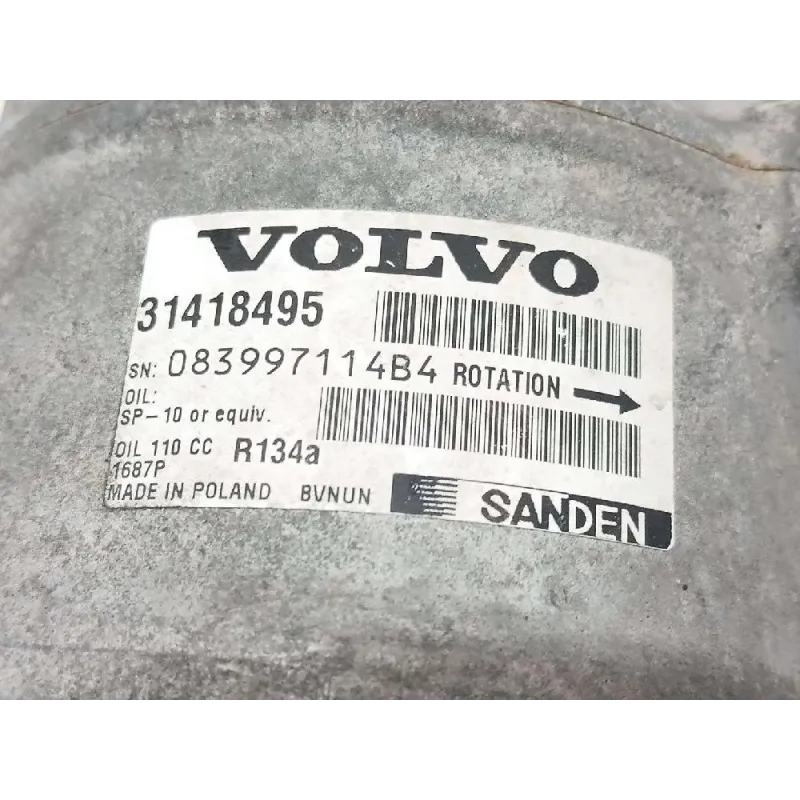 VOLVO
31418495
SN: 083997114B4 ROTATION
OIL:
SP-10 or equiv.
OIL 110 CC R134a
1687P
MADE IN POLAND BVNUN SANDEN